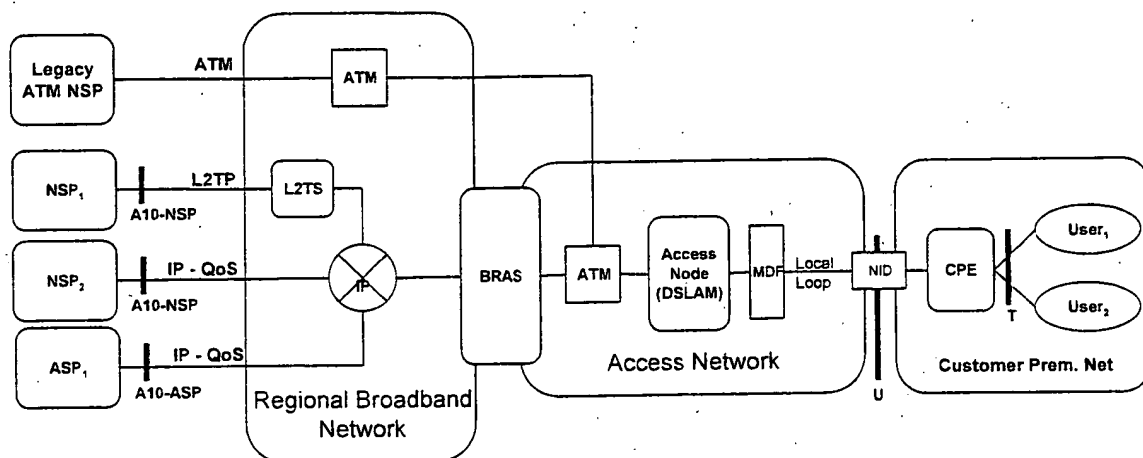 Legacy
ATM NSP
ATM
ATM
NSP₁
A10-NSP
L2TP
L2TS
NSP₂
A10-NSP
IP - QoS
IP
ASP₁
A10-ASP
IP - QoS
Regional Broadband
Network
BRAS
ATM
Access
Node
(DSLAM)
MDF
Local
Loop
Access Network
NID
U
CPE
T
User₁
User₂
Customer Prem. Net